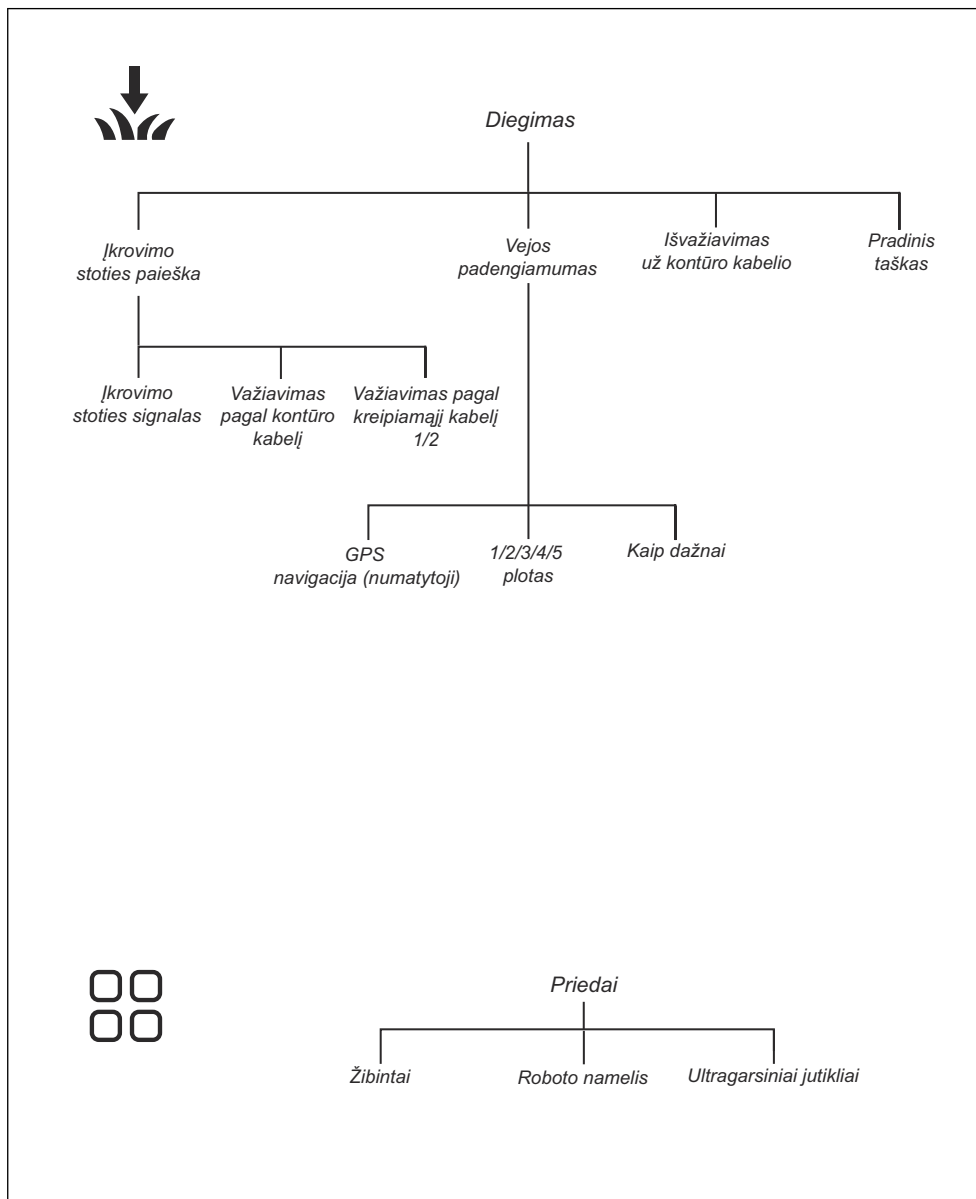 Diegimas
Įkrovimo
stoties paieška
Vejos
padengiamumas
Išvažiavimas
už kontūro kabelio
Pradinis
taškas
Įkrovimo
stoties signalas
Važiavimas
pagal kontūro
kabelį
Važiavimas pagal
kreipiamąjį kabelį
1/2
GPS
navigacija (numatytoji)
1/2/3/4/5
plotas
Kaip dažnai
Priedai
Žibintai
Roboto namelis
Ultragarsiniai jutikliai